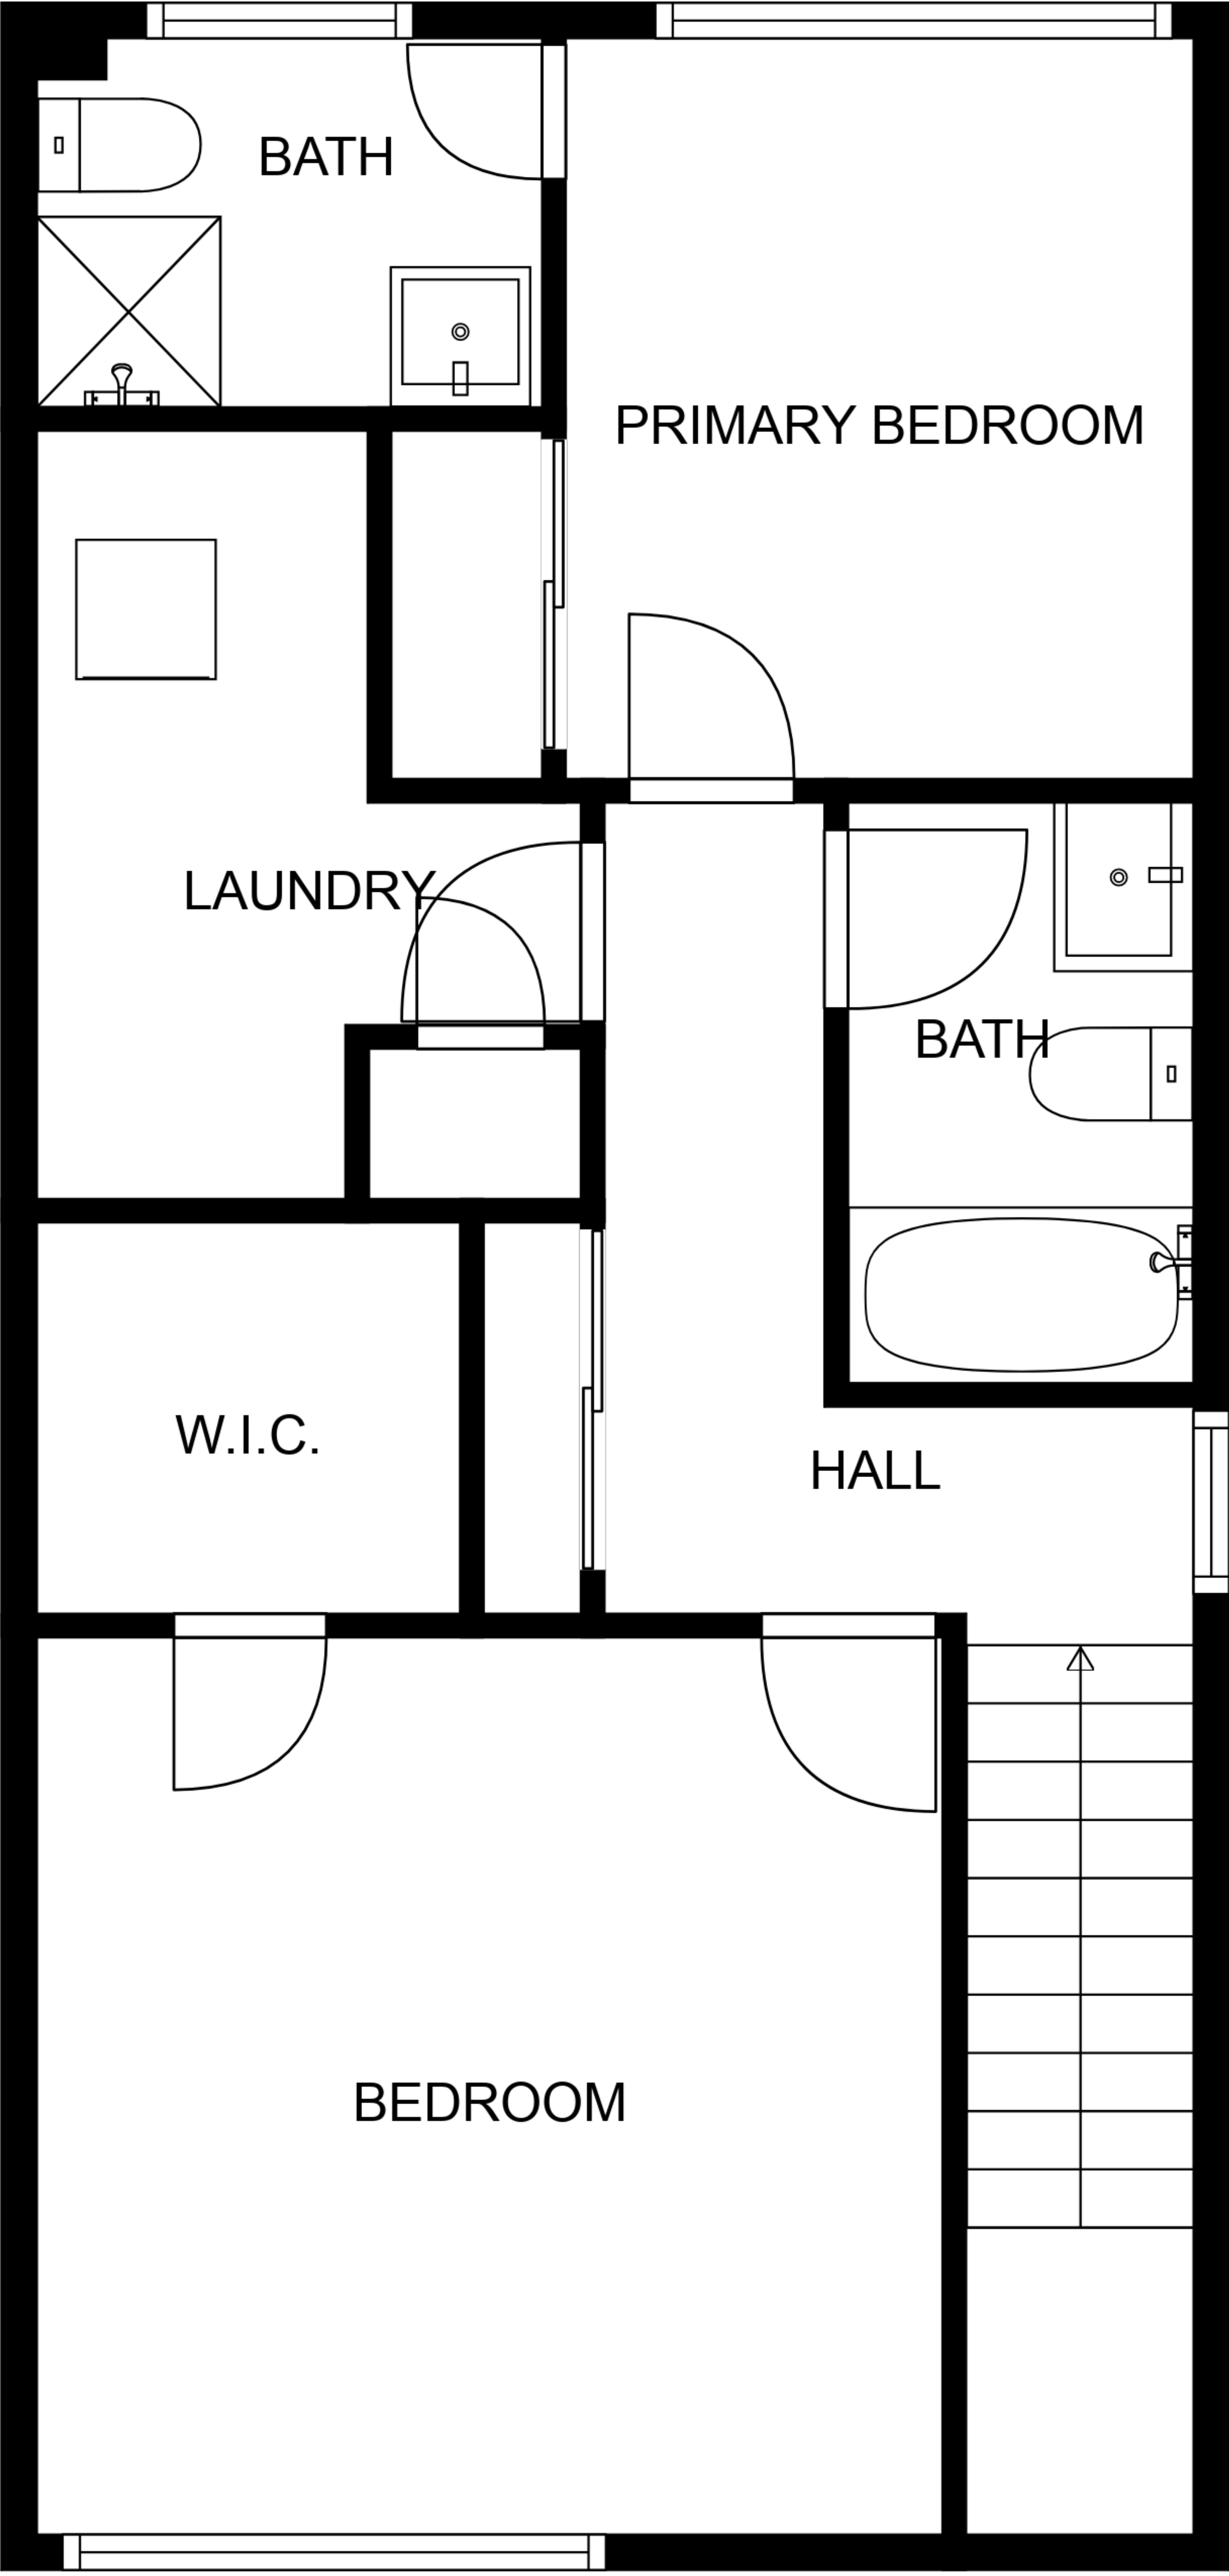 BATH
PRIMARY BEDROOM
LAUNDRY
BATH
W.I.C.
HALL
BEDROOM